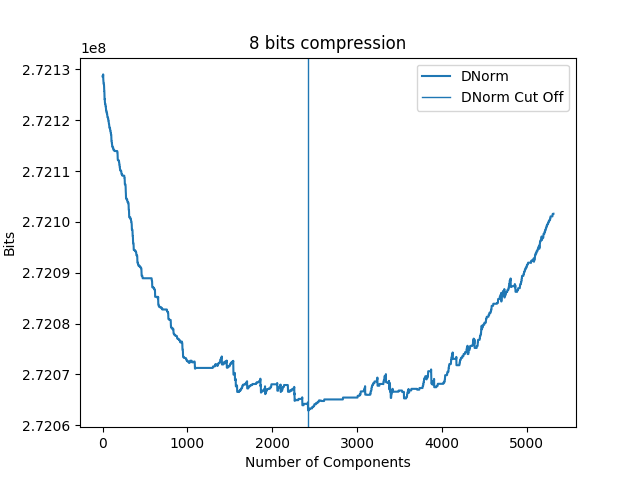 8 bits compression
1e8
2.7213
2.7212
2.7211
2.7210
2.7209
2.7208
2.7207
2.7206
Bits
DNorm
DNorm Cut Off
0
1000
2000
3000
4000
5000
Number of Components